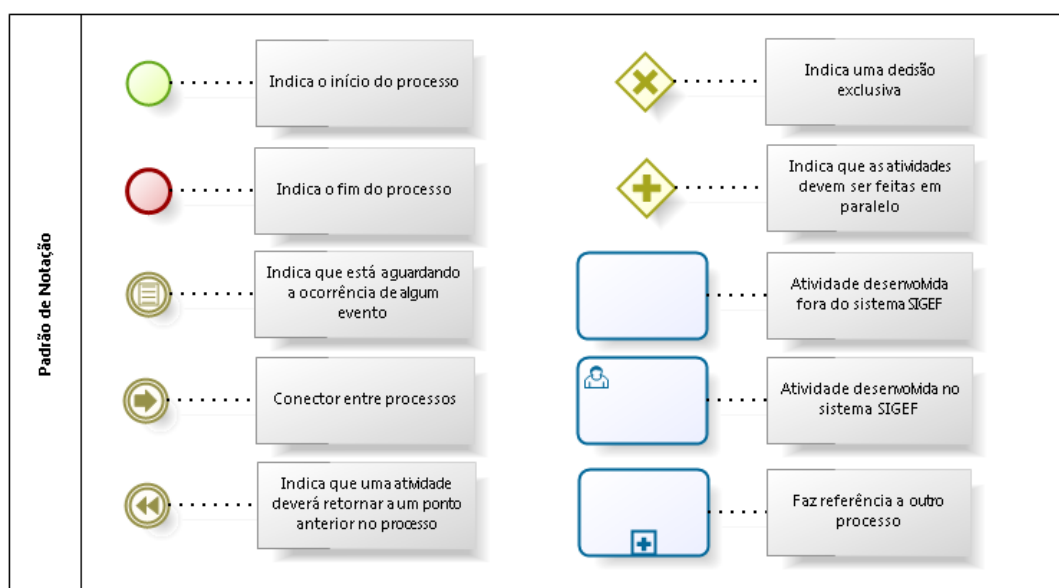 Padrão de Notação
Indica o início do processo
Indica o fim do processo
Indica que está aguardando
a ocorrência de algum
evento
Conector entre processos
Indica que uma atividade
deverá retornar a um ponto
anterior no processo
Indica uma decisão
exclusiva
Indica que as atividades
devem ser feitas em
paralelo
Atividade desenvolvida
fora do sistema SIGEF
Atividade desenvolvida no
sistema SIGEF
Faz referência a outro
processo